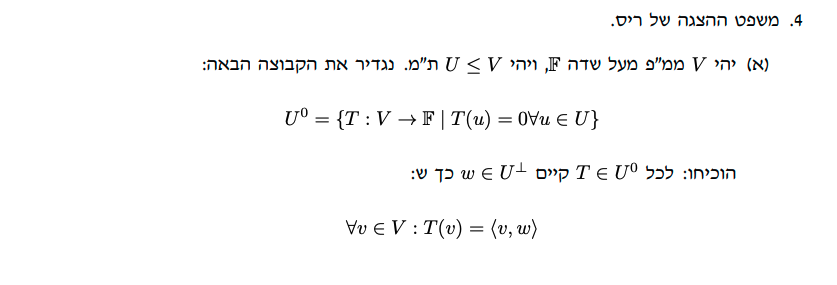 4. משפט ההצגה של ריס.
(א) יהי V ממ"פ מעל שדה 𝔽, ויהי U ≤ V ת"מ. נגדיר את הקבוצה הבאה:
U⁰ = {T : V → 𝔽 | T(u) = 0∀u ∈ U}
הוכיחו: לכל T ∈ U⁰ קיים w ∈ U⊥ כך ש:
∀v ∈ V : T(v) = ⟨v, w⟩